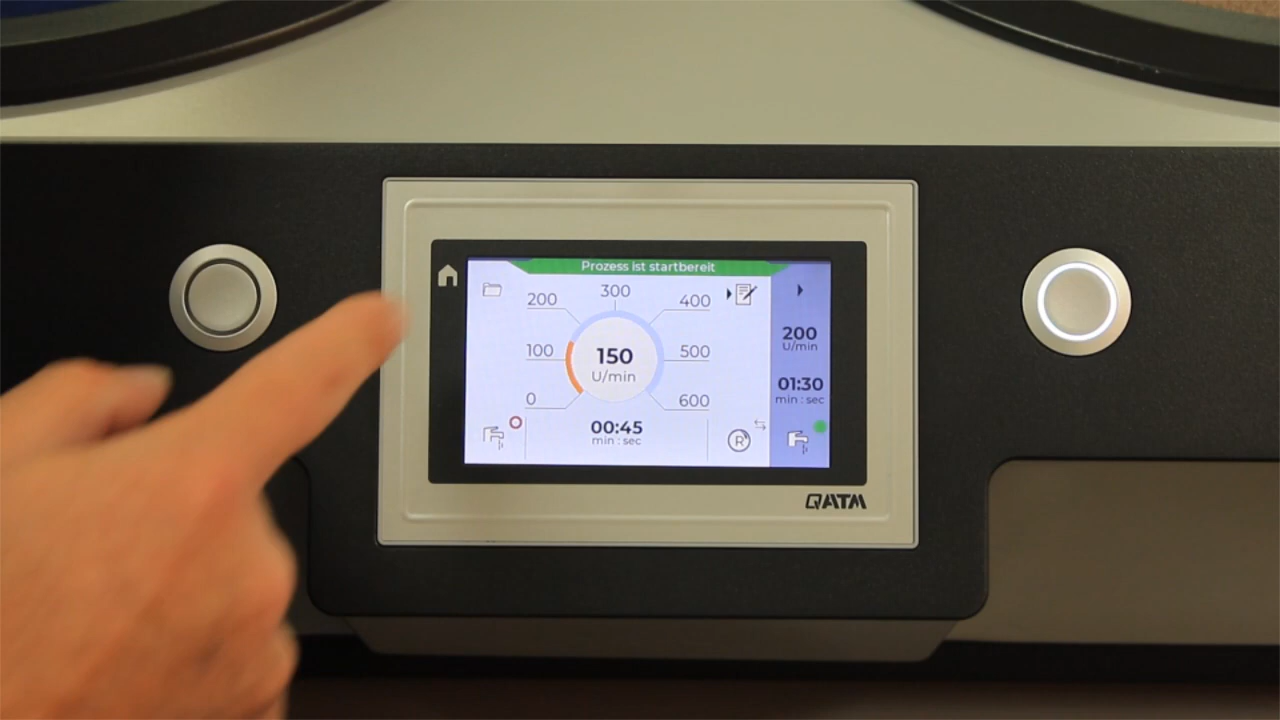 Prozess ist startbereit
200
300
400
100
500
0
600
150
U/min
00:45
min : sec
R
200
U/min
01:30
min : sec
QATM